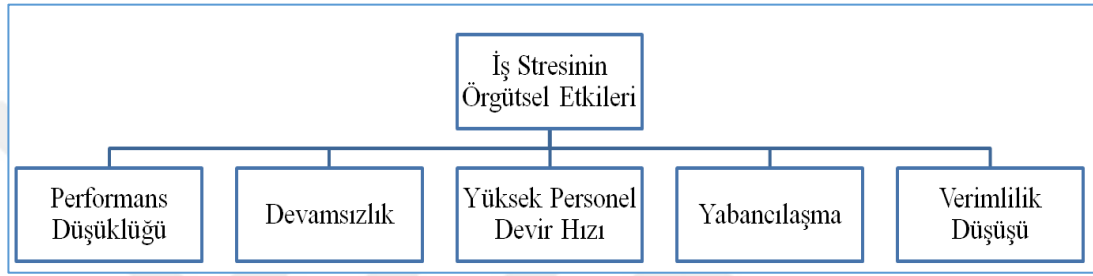 İş Stresinin
Örgütsel Etkileri
Performans
Düşüklüğü
Devamsızlık
Yüksek Personel
Devir Hızı
Yabancılaşma
Verimlilik
Düşüşü